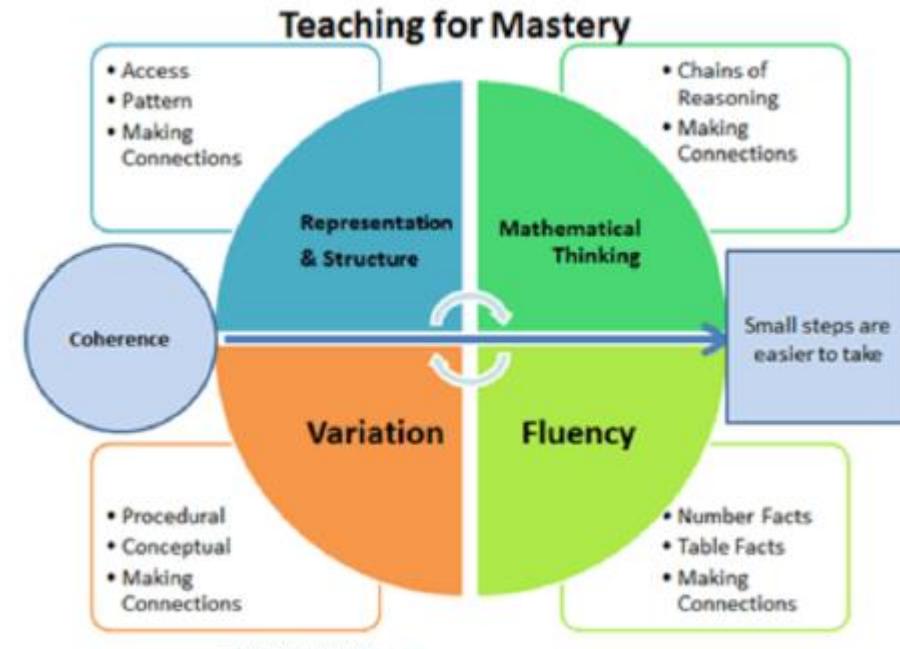 Teaching for Mastery
• Access
• Pattern
• Making
Connections
• Chains of
Reasoning
• Making
Connections
Representation
& Structure
Mathematical
Thinking
Coherence
Small steps are
easier to take
Variation
Fluency
• Procedural
• Conceptual
• Making
Connections
• Number Facts
• Table Facts
• Making
Connections